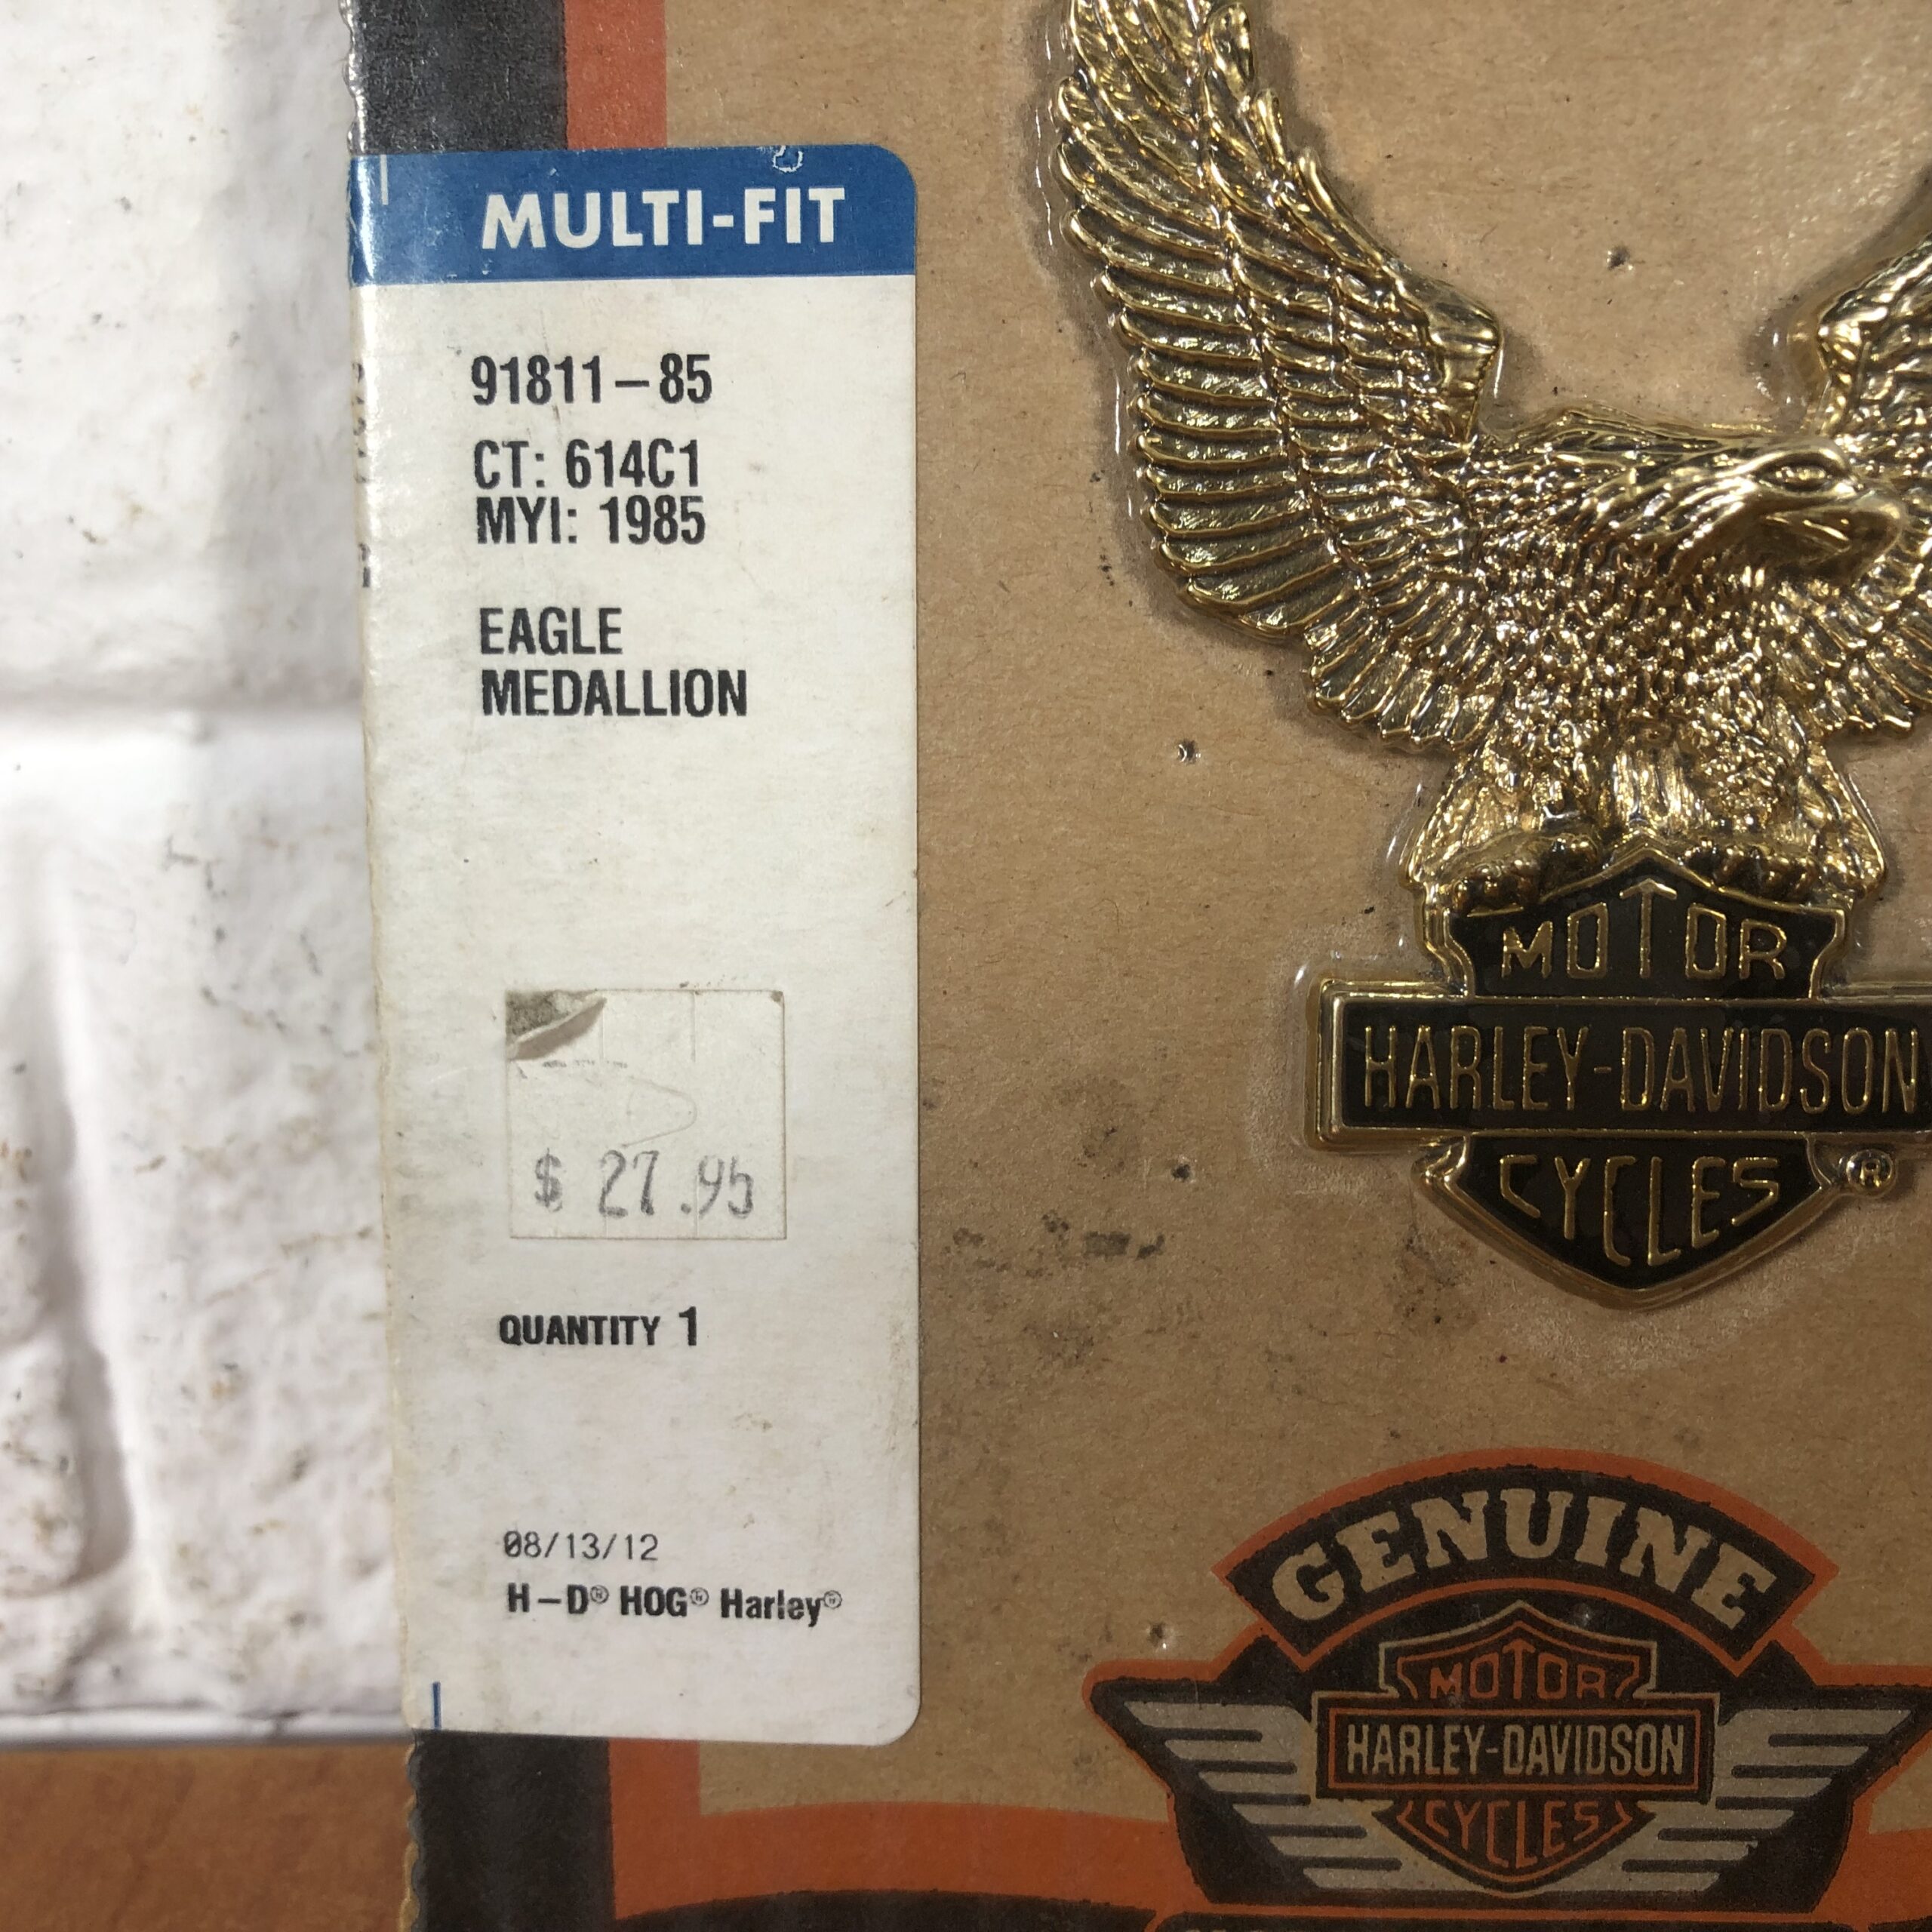 MULTI-FIT
91811–85
CT: 614C1
MYI: 1985
EAGLE
MEDALLION
$ 27.95
QUANTITY 1
08/13/12
H–D® HOG® Harley®
MOTOR
HARLEY-DAVIDSON
CYCLES ®
GENUINE
MOTOR
HARLEY-DAVIDSON
CYCLES